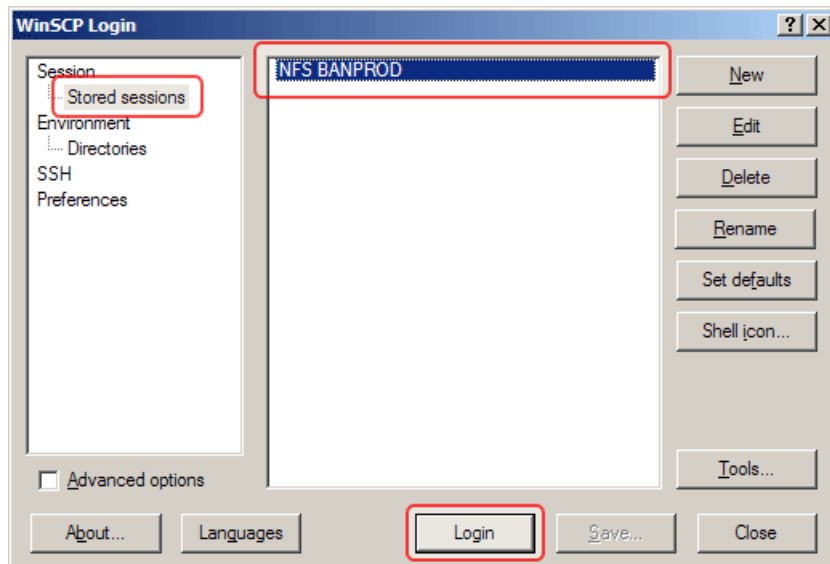 WinSCP Login
Session
Stored sessions
Environment
Directories
SSH
Preferences
NFS BANPROD
New
Edit
Delete
Rename
Set defaults
Shell icon...
Tools...
Advanced options
About...
Languages
Login
Save...
Close